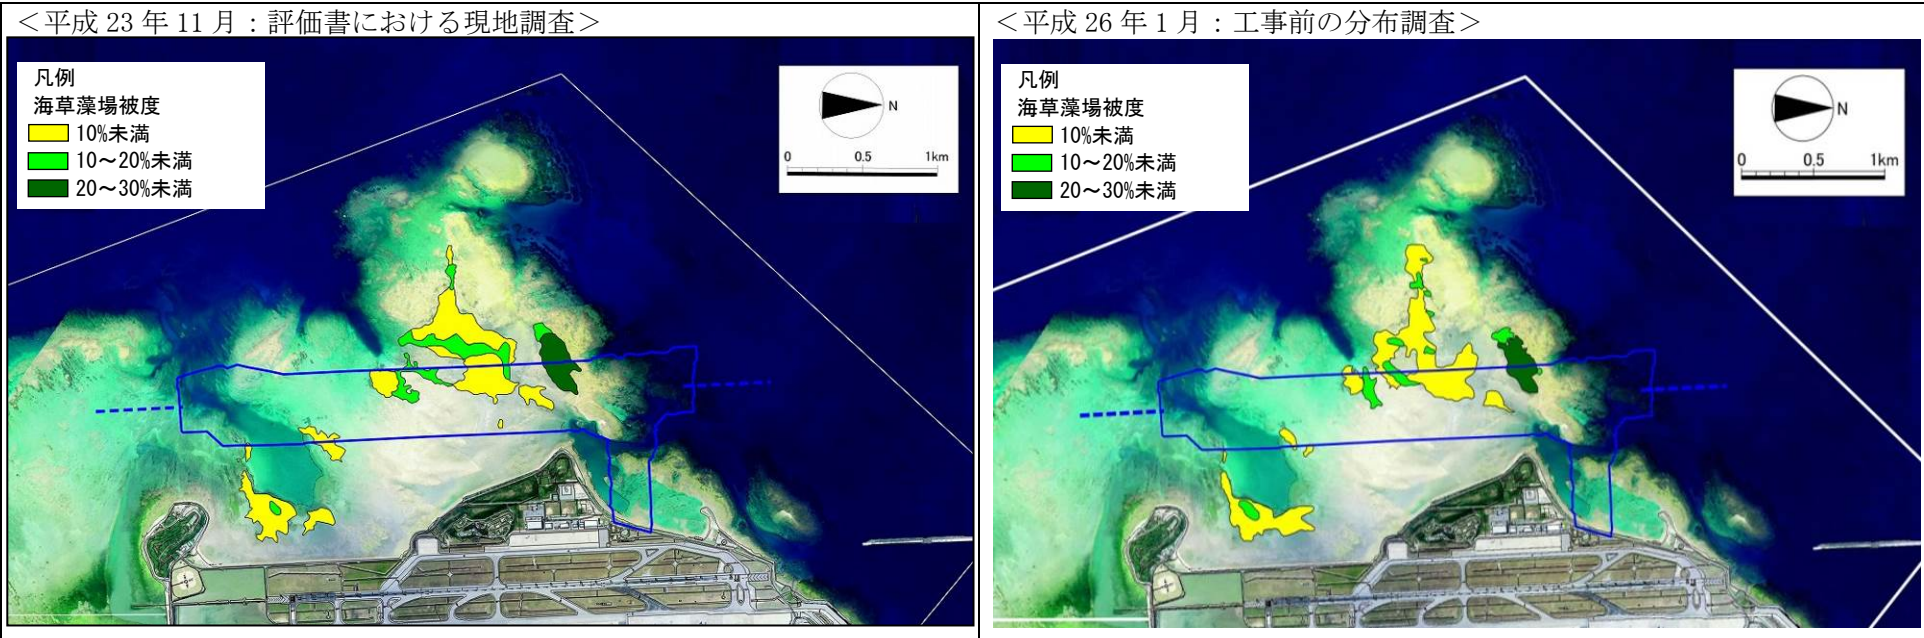 ＜平成 23 年 11 月：評価書における現地調査＞
凡例
海草藻場被度
10%未満
10～20%未満
20～30%未満
N
0 0.5 1km
＜平成 26 年 1 月：工事前の分布調査＞
凡例
海草藻場被度
10%未満
10～20%未満
20～30%未満
N
0 0.5 1km